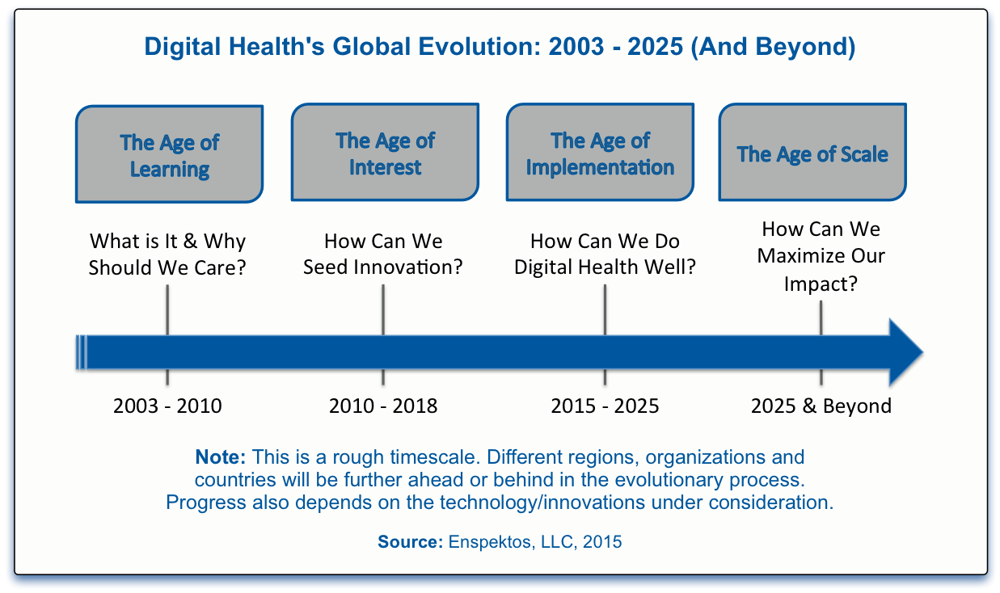 Digital Health's Global Evolution: 2003 - 2025 (And Beyond)
The Age of
Learning
The Age of
Interest
The Age of
Implementation
The Age of Scale
What is It & Why
Should We Care?
How Can We
Seed Innovation?
How Can We Do
Digital Health Well?
How Can We
Maximize Our
Impact?
2003 - 2010
2010 - 2018
2015 - 2025
2025 & Beyond
Note: This is a rough timescale. Different regions, organizations and
countries will be further ahead or behind in the evolutionary process.
Progress also depends on the technology/innovations under consideration.
Source: Enspektos, LLC, 2015